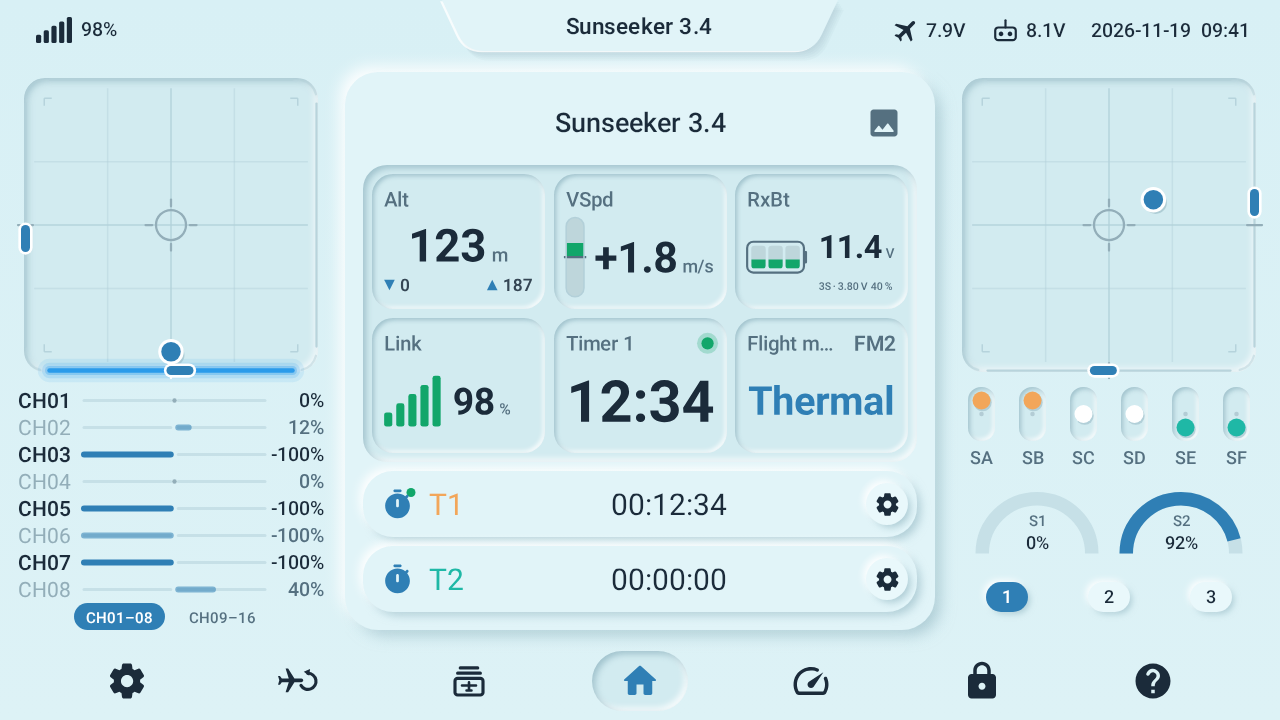 98%
Sunseeker 3.4
7.9V
8.1V
2026-11-19 09:41
Sunseeker 3.4
Alt
123 m
▼ 0
▲ 187
VSpd
+1.8 m/s
RxBt
11.4 V
3S · 3.80 V 40 %
Link
98 %
Timer 1
12:34
Flight m... FM2
Thermal
T1 00:12:34
T2 00:00:00
CH01 0%
CH02 12%
CH03 -100%
CH04 0%
CH05 -100%
CH06 -100%
CH07 -100%
CH08 40%
CH01–08 CH09–16
SA SB SC SD SE SF
S1
0%
S2
92%
1 2 3